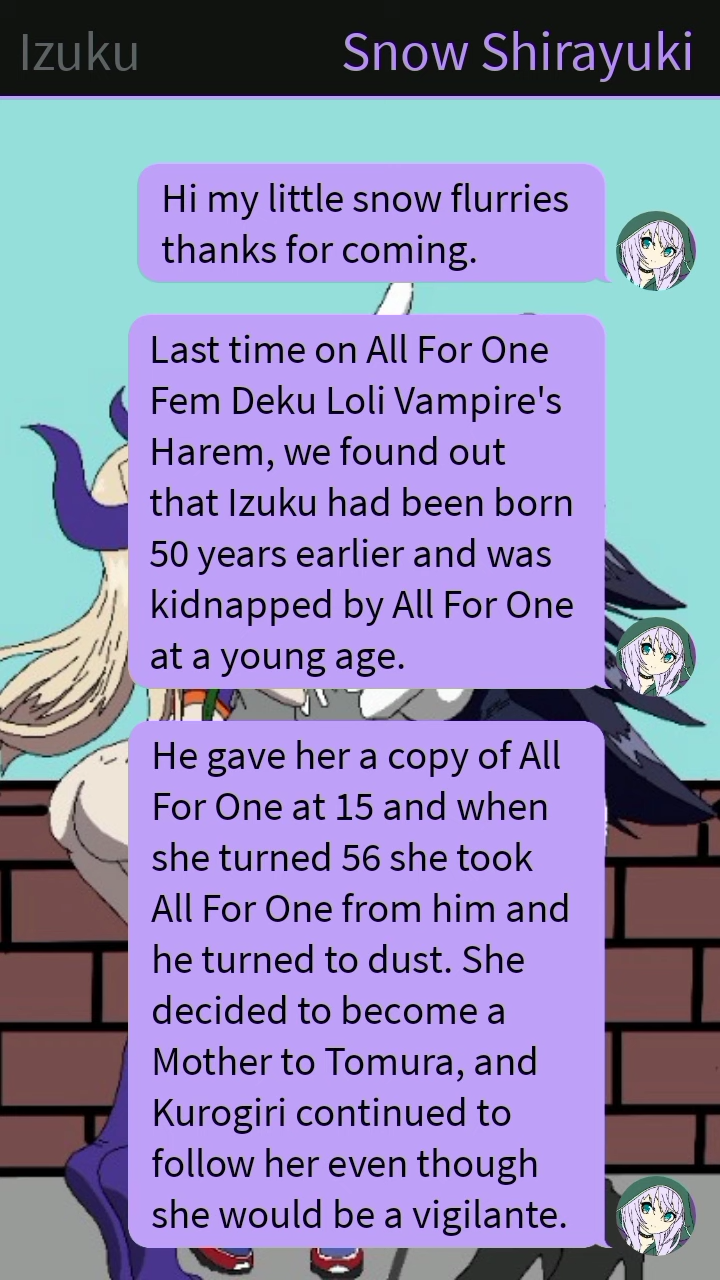 Izuku
Snow Shirayuki
Hi my little snow flurries
thanks for coming.
Last time on All For One
Fem Deku Loli Vampire's
Harem, we found out
that Izuku had been born
50 years earlier and was
kidnapped by All For One
at a young age.
He gave her a copy of All
For One at 15 and when
she turned 56 she took
All For One from him and
he turned to dust. She
decided to become a
Mother to Tomura, and
Kurogiri continued to
follow her even though
she would be a vigilante.